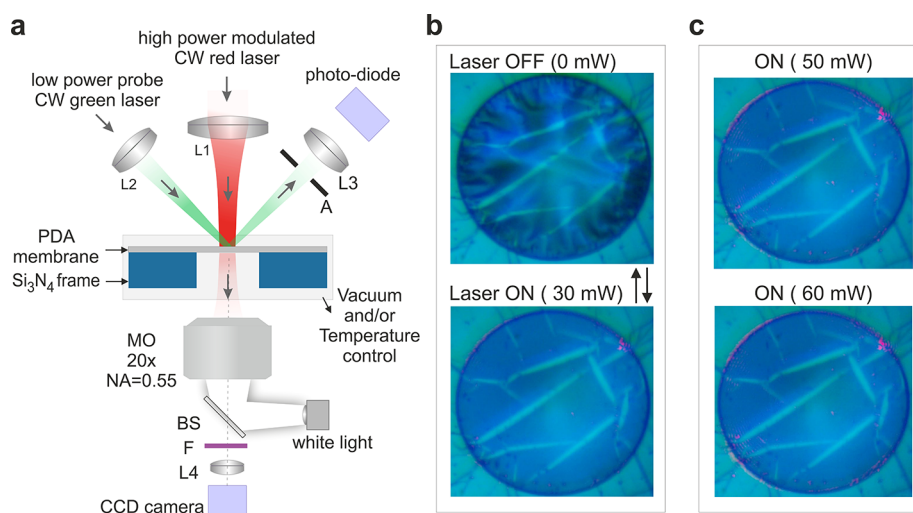 a
high power modulated
CW red laser
low power probe
CW green laser
photo-diode
L1
L2
L3
A
PDA
membrane
Si₃N₄ frame
Vacuum
and/or
Temperature
control
MO
20x
NA=0.55
BS
white light
F
L4
CCD camera
b
Laser OFF (0 mW)
Laser ON ( 30 mW)
c
ON ( 50 mW)
ON ( 60 mW)